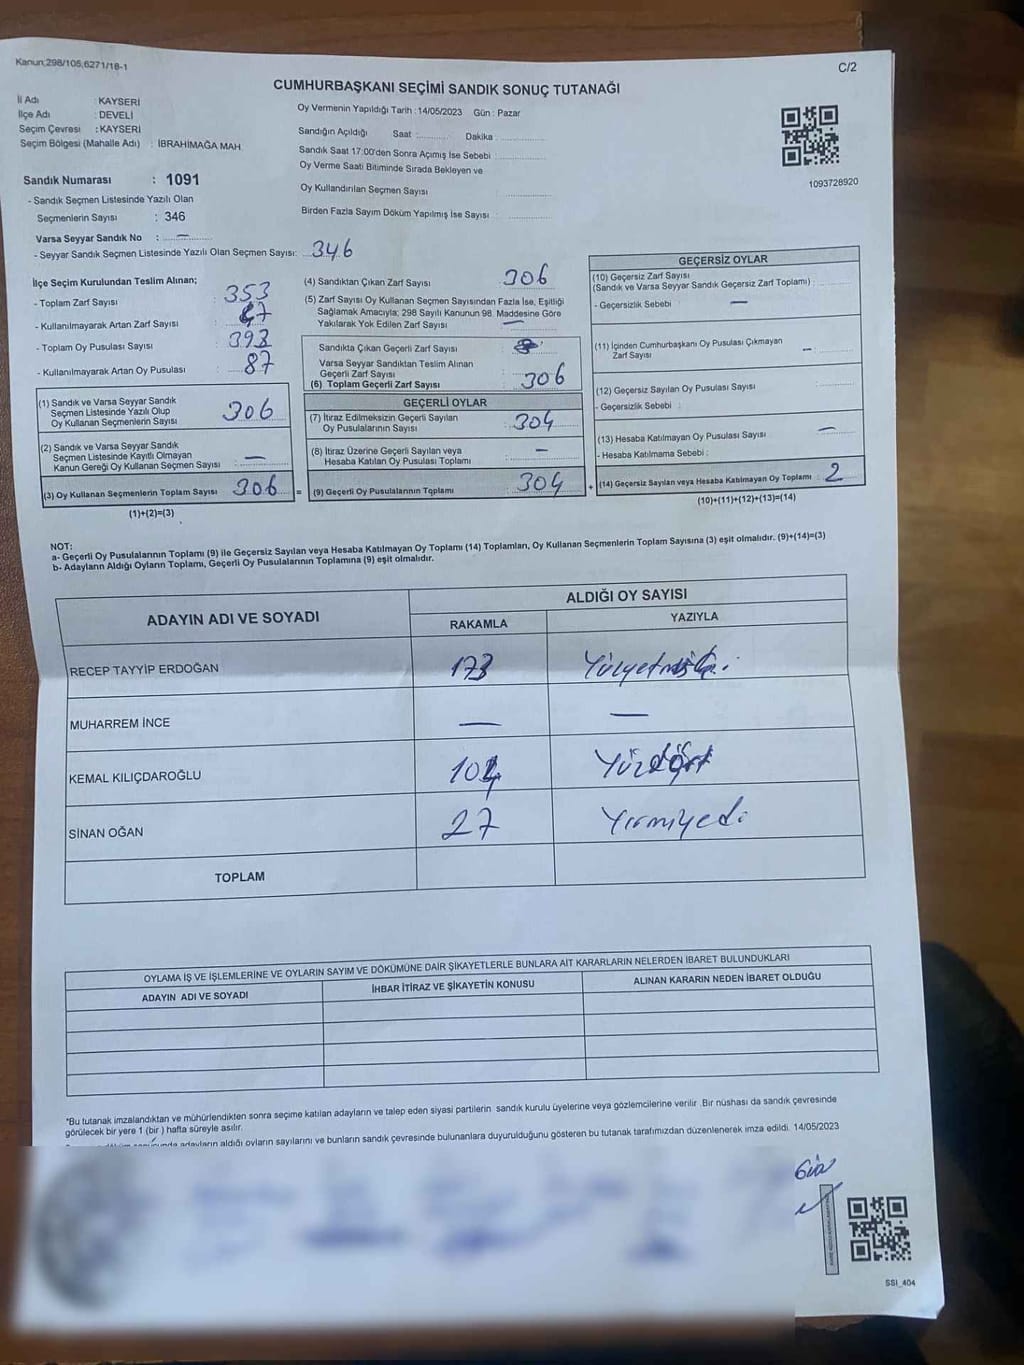 Kanun;298/105,6271/18-1
C/2
CUMHURBAŞKANI SEÇİMİ SANDIK SONUÇ TUTANAĞI
İl Adı : KAYSERİ
İlçe Adı : DEVELİ
Seçim Çevresi : KAYSERİ
Seçim Bölgesi (Mahalle Adı) : İBRAHİMAĞA MAH
Sandık Numarası : 1091
- Sandık Seçmen Listesinde Yazılı Olan
Seçmenlerin Sayısı : 346
Varsa Seyyar Sandık No : —
- Seyyar Sandık Seçmen Listesinde Yazılı Olan Seçmen Sayısı: 346
Oy Vermenin Yapıldığı Tarih : 14/05/2023 Gün : Pazar
Sandığın Açıldığı Saat : Dakika :
Sandık Saat 17:00'den Sonra Açımış İse Sebebi :
Oy Verme Saati Bitiminde Sırada Bekleyen ve
Oy Kullandırılan Seçmen Sayısı
Birden Fazla Sayım Döküm Yapılmış İse Sayısı :
1093728920
İlçe Seçim Kurulundan Teslim Alınan;
- Toplam Zarf Sayısı : 353
- Kullanılmayarak Artan Zarf Sayısı : 47
- Toplam Oy Pusulası Sayısı : 393
- Kullanılmayarak Artan Oy Pusulası : 87
(1) Sandık ve Varsa Seyyar Sandık
Seçmen Listesinde Yazılı Olup
Oy Kullanan Seçmenlerin Sayısı : 306
(2) Sandık ve Varsa Seyyar Sandık
Seçmen Listesinde Kayıtlı Olmayan
Kanun Gereği Oy Kullanan Seçmen Sayısı : —
(3) Oy Kullanan Seçmenlerin Toplam Sayısı 306 =
(1)+(2)=(3)
(4) Sandıktan Çıkan Zarf Sayısı : 306
(5) Zarf Sayısı Oy Kullanan Seçmen Sayısından Fazla İse, Eşitliği
Sağlamak Amacıyla; 298 Sayılı Kanunun 98. Maddesine Göre
Yakılarak Yok Edilen Zarf Sayısı : —
Sandıkta Çıkan Geçerli Zarf Sayısı :
Varsa Seyyar Sandıktan Teslim Alınan
Geçerli Zarf Sayısı
(6) Toplam Geçerli Zarf Sayısı : 306
GEÇERLİ OYLAR
(7) İtiraz Edilmeksizin Geçerli Sayılan
Oy Pusulalarının Sayısı : 304
(8) İtiraz Üzerine Geçerli Sayılan veya
Hesaba Katılan Oy Pusulası Toplamı : —
(9) Geçerli Oy Pusulalarının Toplamı : 304 +
GEÇERSİZ OYLAR
(10) Geçersiz Zarf Sayısı
(Sandık ve Varsa Seyyar Sandık Geçersiz Zarf Toplamı) :
- Geçersizlik Sebebi : —
(11) İçinden Cumhurbaşkanı Oy Pusulası Çıkmayan
Zarf Sayısı : —
(12) Geçersiz Sayılan Oy Pusulası Sayısı :
- Geçersizlik Sebebi :
(13) Hesaba Katılmayan Oy Pusulası Sayısı : —
- Hesaba Katılmama Sebebi :
(14) Geçersiz Sayılan veya Hesaba Katılmayan Oy Toplamı : 2
(10)+(11)+(12)+(13)=(14)
NOT:
a- Geçerli Oy Pusulalarının Toplamı (9) ile Geçersiz Sayılan veya Hesaba Katılmayan Oy Toplamı (14) Toplamları, Oy Kullanan Seçmenlerin Toplam Sayısına (3) eşit olmalıdır. (9)+(14)=(3)
b- Adayların Aldığı Oyların Toplamı, Geçerli Oy Pusulalarının Toplamına (9) eşit olmalıdır.
ADAYIN ADI VE SOYADI
ALDIĞI OY SAYISI
RAKAMLA YAZIYLA
RECEP TAYYİP ERDOĞAN 173
MUHARREM İNCE — —
KEMAL KILIÇDAROĞLU 104 Yüzdört
SİNAN OĞAN 27 Yirmiyedi
TOPLAM
OYLAMA İŞ VE İŞLEMLERİNE VE OYLARIN SAYIM VE DÖKÜMÜNE DAİR ŞİKAYETLERLE BUNLARA AİT KARARLARIN NELERDEN İBARET BULUNDUKLARI
ADAYIN ADI VE SOYADI İHBAR İTİRAZ VE ŞİKAYETİN KONUSU ALINAN KARARIN NEDEN İBARET OLDUĞU
*Bu tutanak imzalandıktan ve mühürlendikten sonra seçime katılan adayların ve talep eden siyasi partilerin sandık kurulu üyelerine veya gözlemcilerine verilir .Bir nüshası da sandık çevresinde
görülecek bir yere 1 (bir ) hafta süreyle asılır.
adayların aldığı oyların sayılarını ve bunların sandık çevresinde bulunanlara duyurulduğunu gösteren bu tutanak tarafımızdan düzenlenerek imza edildi. 14/05/2023
SSI_404